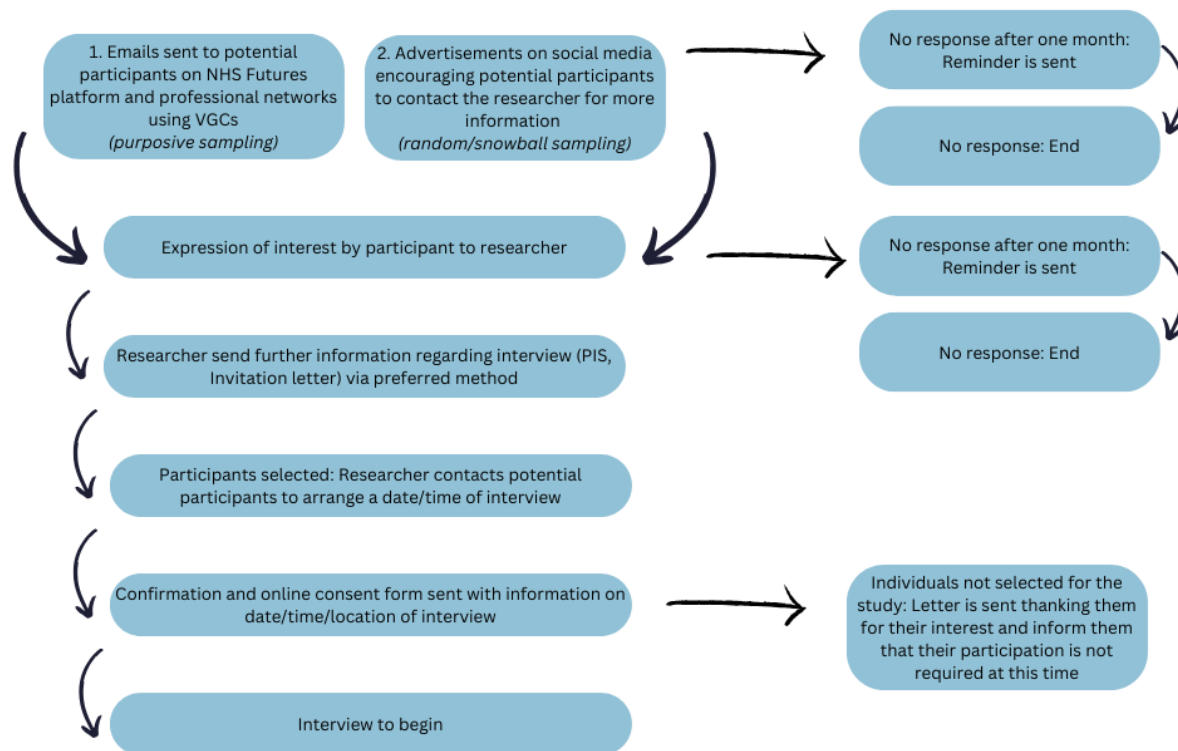 1. Emails sent to potential
participants on NHS Futures
platform and professional networks
using VGCs
(purposive sampling)
2. Advertisements on social media
encouraging potential participants
to contact the researcher for more
information
(random/snowball sampling)
No response after one month:
Reminder is sent
No response: End
Expression of interest by participant to researcher
No response after one month:
Reminder is sent
No response: End
Researcher send further information regarding interview (PIS,
Invitation letter) via preferred method
Participants selected: Researcher contacts potential
participants to arrange a date/time of interview
Confirmation and online consent form sent with information on
date/time/location of interview
Individuals not selected for the
study: Letter is sent thanking them
for their interest and inform them
that their participation is not
required at this time
Interview to begin